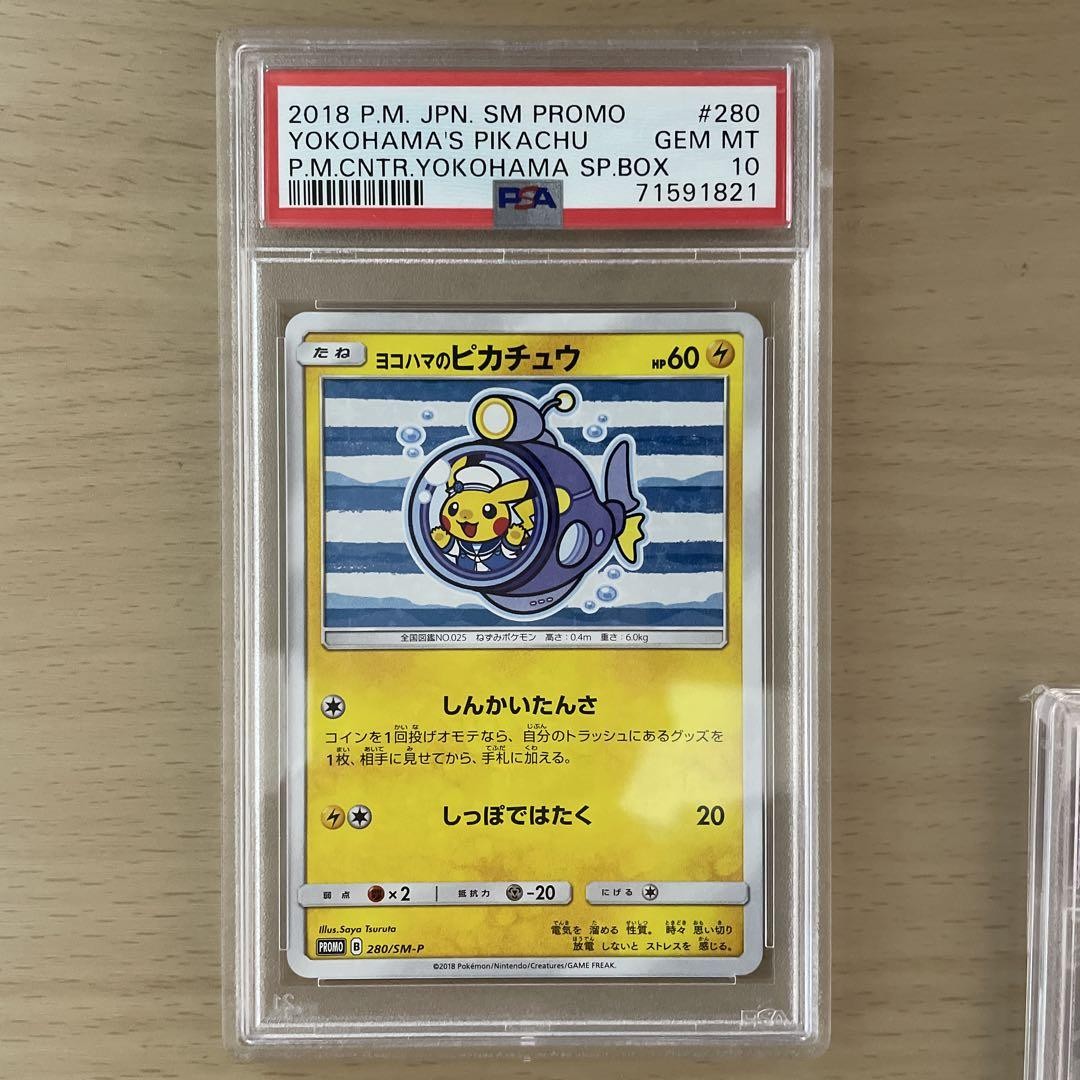 2018 P.M. JPN. SM PROMO #280
YOKOHAMA'S PIKACHU GEM MT
P.M.CNTR.YOKOHAMA SP.BOX 10
PSA 71591821
たね ヨコハマのピカチュウ HP60
全国図鑑NO.025 ねずみポケモン 高さ:0.4m 重さ:6.0kg
しんかいたんさ
コインを1回投げオモテなら、自分のトラッシュにあるグッズを
1枚、相手に見せてから、手札に加える。
しっぽではたく 20
弱点 ×2 抵抗力 -20 にげる
Illus.Saya Tsuruta
電気を 溜める 性質。 時々 思い切り
放電 しないと ストレスを 感じる。
PROMO B 280/SM-P
©2018 Pokémon/Nintendo/Creatures/GAME FREAK.
PSA